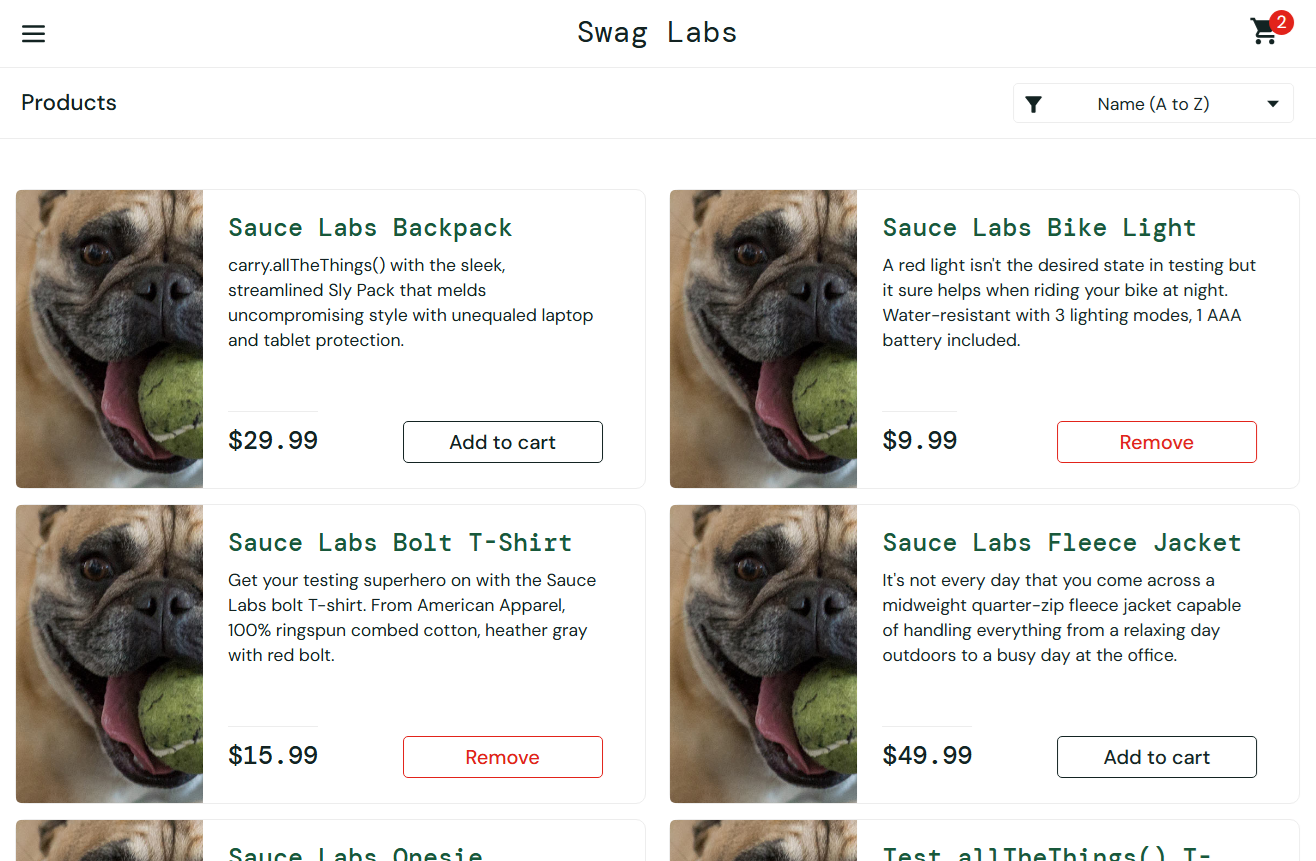 Swag Labs
2
Products
Name (A to Z)
Sauce Labs Backpack
carry.allTheThings() with the sleek,
streamlined Sly Pack that melds
uncompromising style with unequaled laptop
and tablet protection.
$29.99
Add to cart
Sauce Labs Bike Light
A red light isn't the desired state in testing but
it sure helps when riding your bike at night.
Water-resistant with 3 lighting modes, 1 AAA
battery included.
$9.99
Remove
Sauce Labs Bolt T-Shirt
Get your testing superhero on with the Sauce
Labs bolt T-shirt. From American Apparel,
100% ringspun combed cotton, heather gray
with red bolt.
$15.99
Remove
Sauce Labs Fleece Jacket
It's not every day that you come across a
midweight quarter-zip fleece jacket capable
of handling everything from a relaxing day
outdoors to a busy day at the office.
$49.99
Add to cart
Sauce Labs Onesie
Test.allTheThings() T-